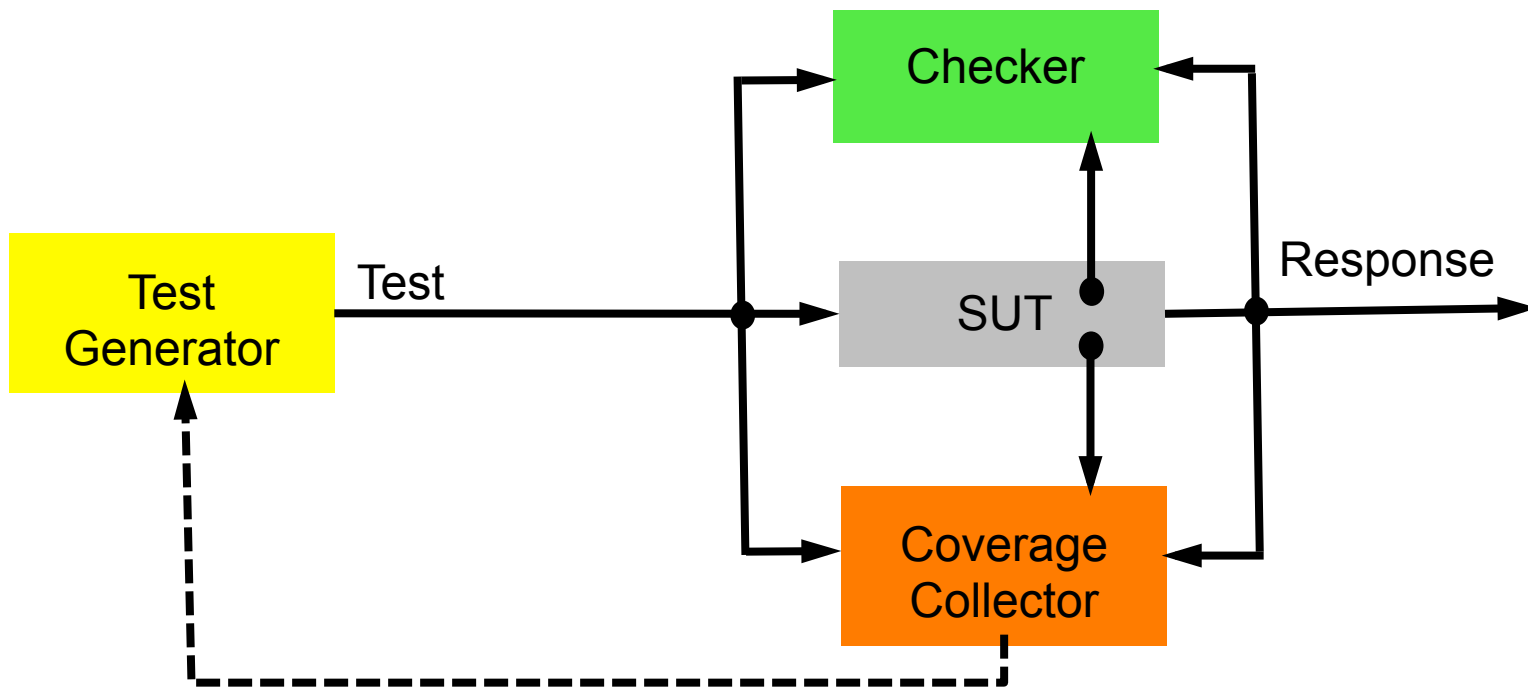 Checker
Test
Generator
Test
SUT
Response
Coverage
Collector